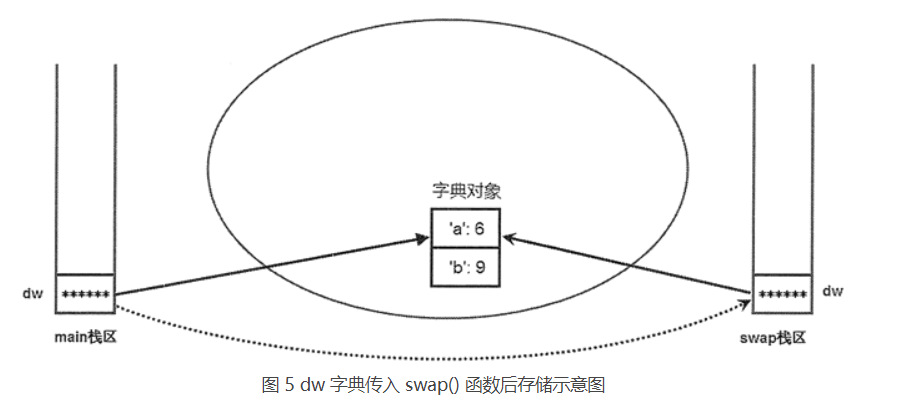 字典对象
'a': 6
'b': 9
dw ****** ****** dw
main栈区 swap栈区
图 5 dw 字典传入 swap() 函数后存储示意图